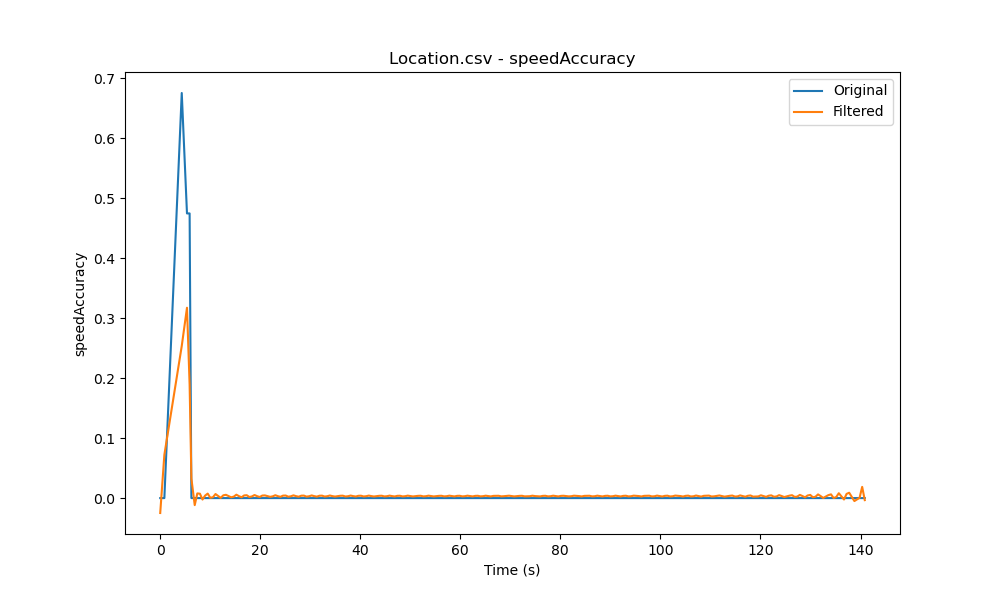 Location.csv - speedAccuracy
Original
Filtered
0.7
0.6
0.5
0.4
0.3
0.2
0.1
0.0
speedAccuracy
0 20 40 60 80 100 120 140
Time (s)